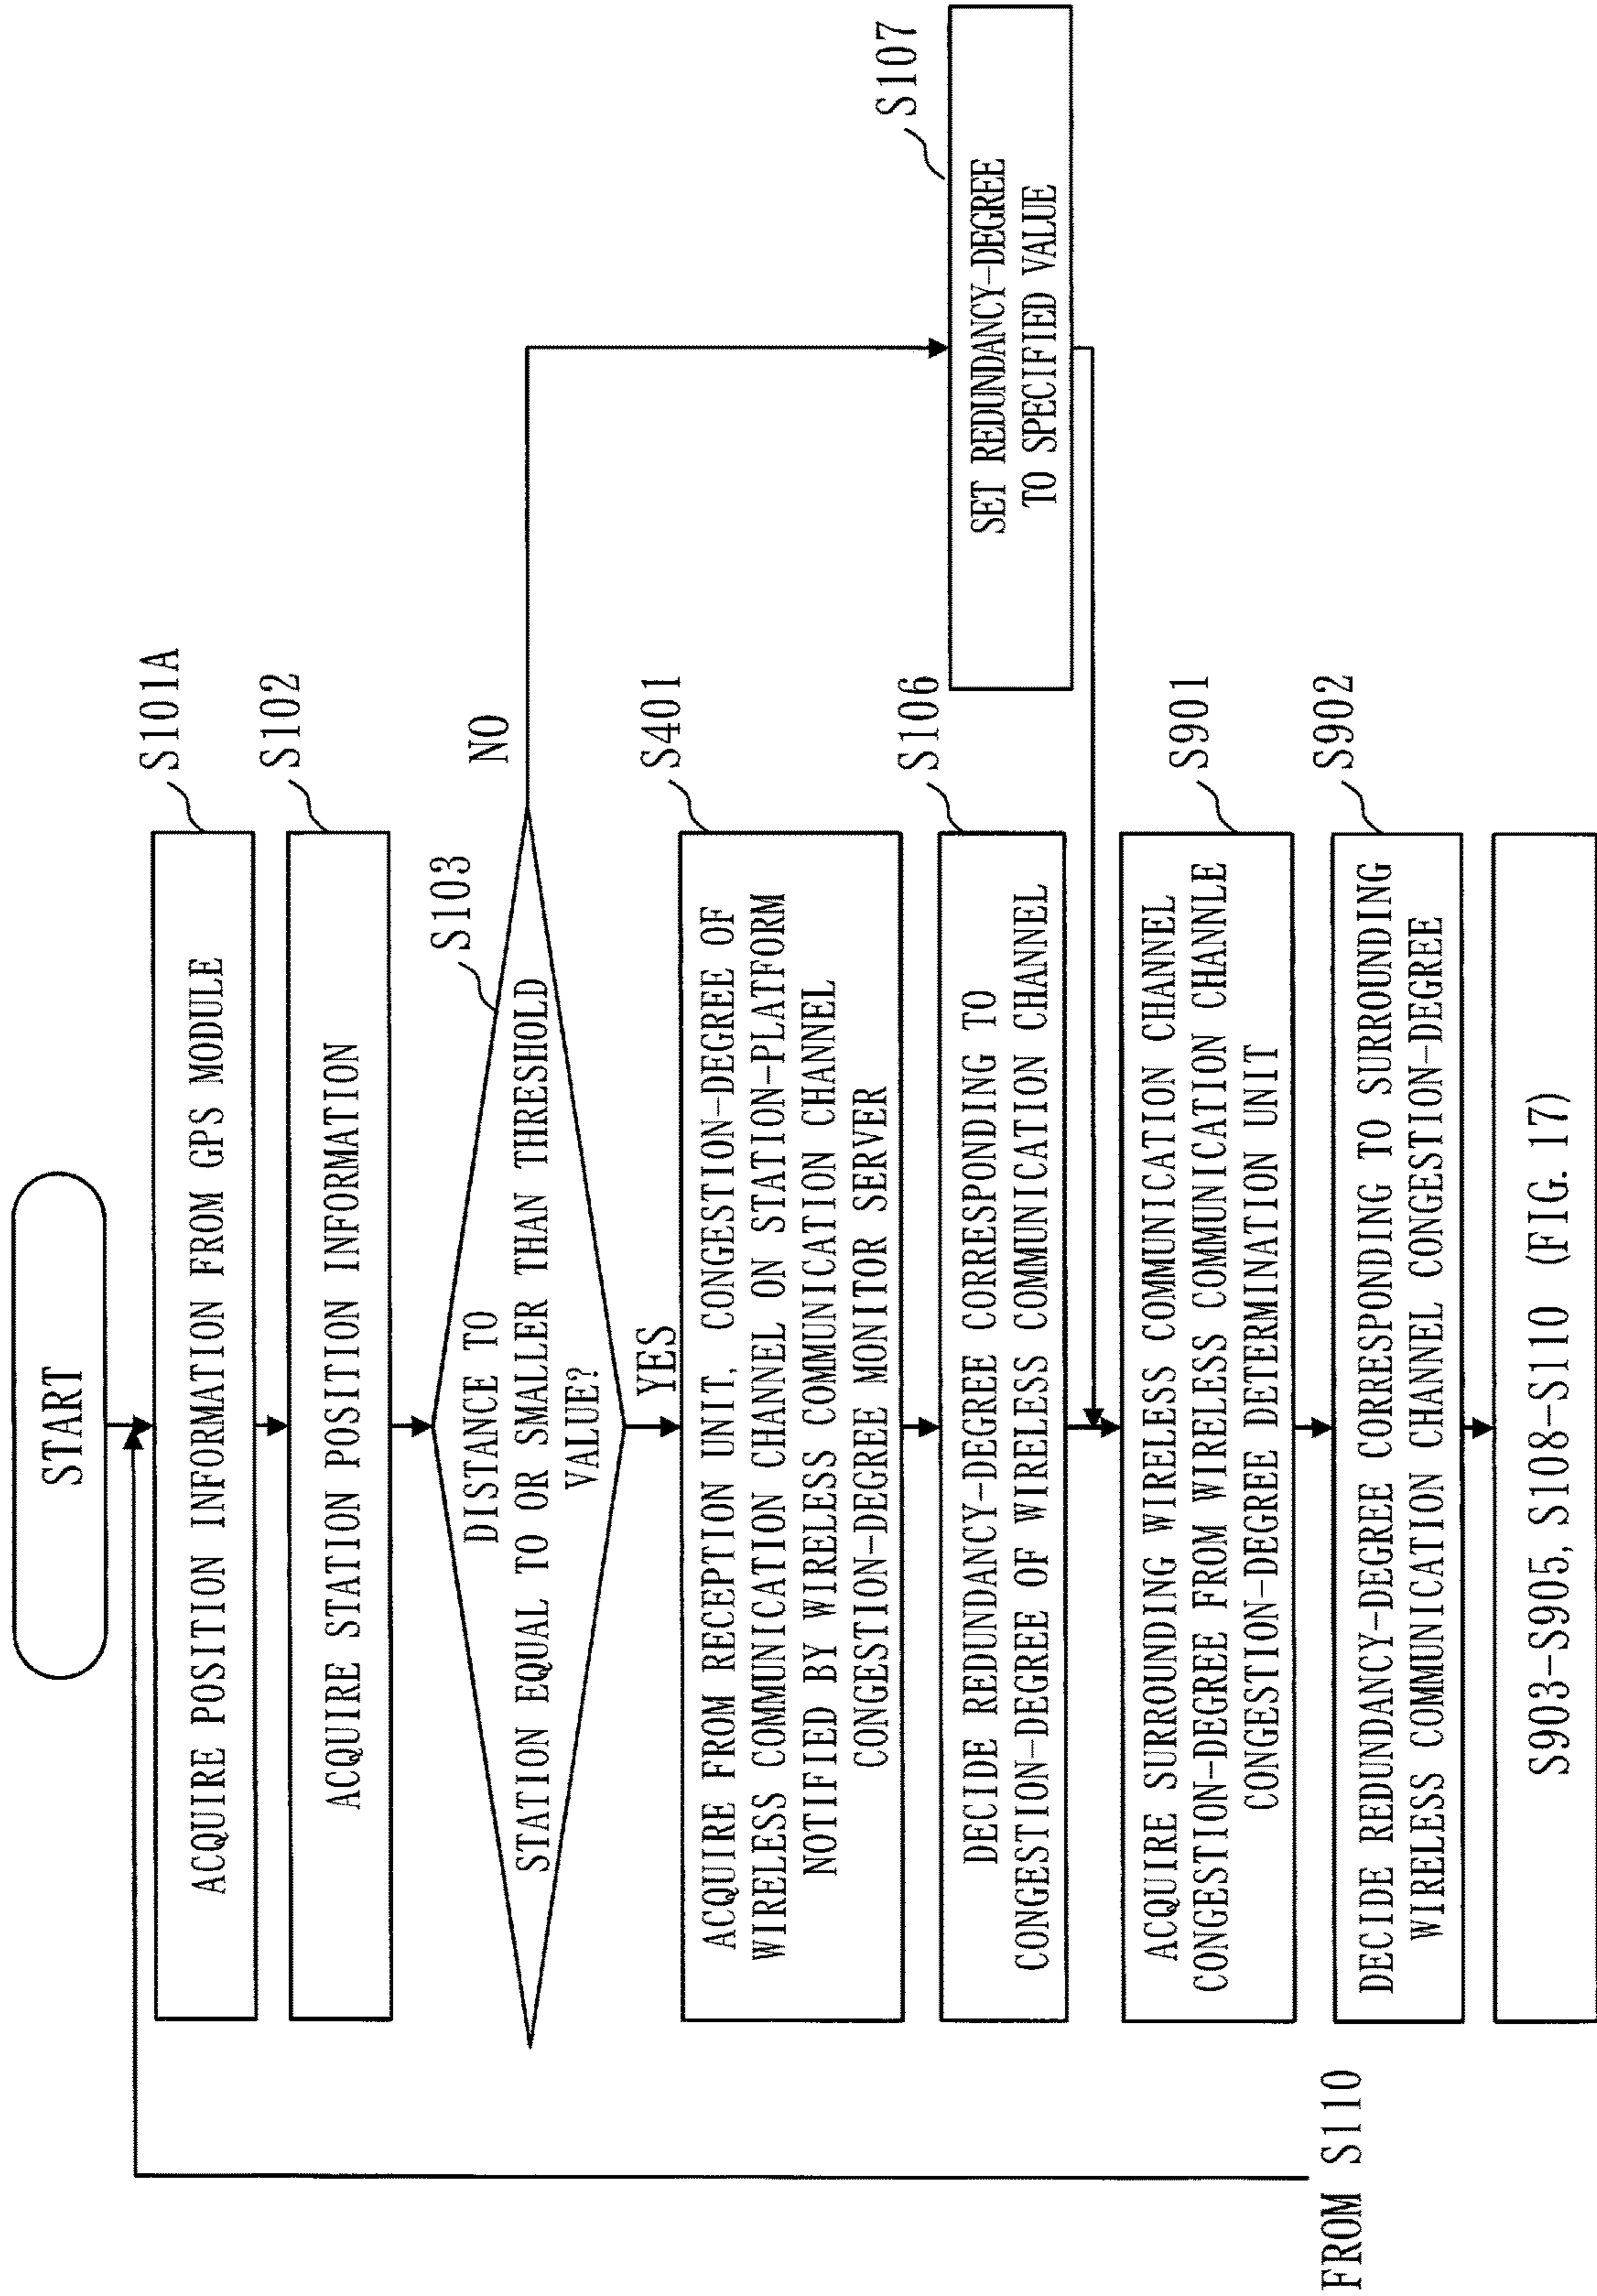 START
S101A
ACQUIRE POSITION INFORMATION FROM GPS MODULE
S102
ACQUIRE STATION POSITION INFORMATION
S103
DISTANCE TO
STATION EQUAL TO OR SMALLER THAN THRESHOLD
VALUE?
NO
YES
S401
ACQUIRE FROM RECEPTION UNIT, CONGESTION-DEGREE OF
WIRELESS COMMUNICATION CHANNEL ON STATION-PLATFORM
NOTIFIED BY WIRELESS COMMUNICATION CHANNEL
CONGESTION-DEGREE MONITOR SERVER
S106
DECIDE REDUNDANCY-DEGREE CORRESPONDING TO
CONGESTION-DEGREE OF WIRELESS COMMUNICATION CHANNEL
S107
SET REDUNDANCY-DEGREE
TO SPECIFIED VALUE
S901
ACQUIRE SURROUNDING WIRELESS COMMUNICATION CHANNEL
CONGESTION-DEGREE FROM WIRELESS COMMUNICATION CHANNLE
CONGESTION-DEGREE DETERMINATION UNIT
S902
DECIDE REDUNDANCY-DEGREE CORRESPONDING TO SURROUNDING
WIRELESS COMMUNICATION CHANNEL CONGESTION-DEGREE
S903-S905, S108-S110 (FIG. 17)
FROM S110